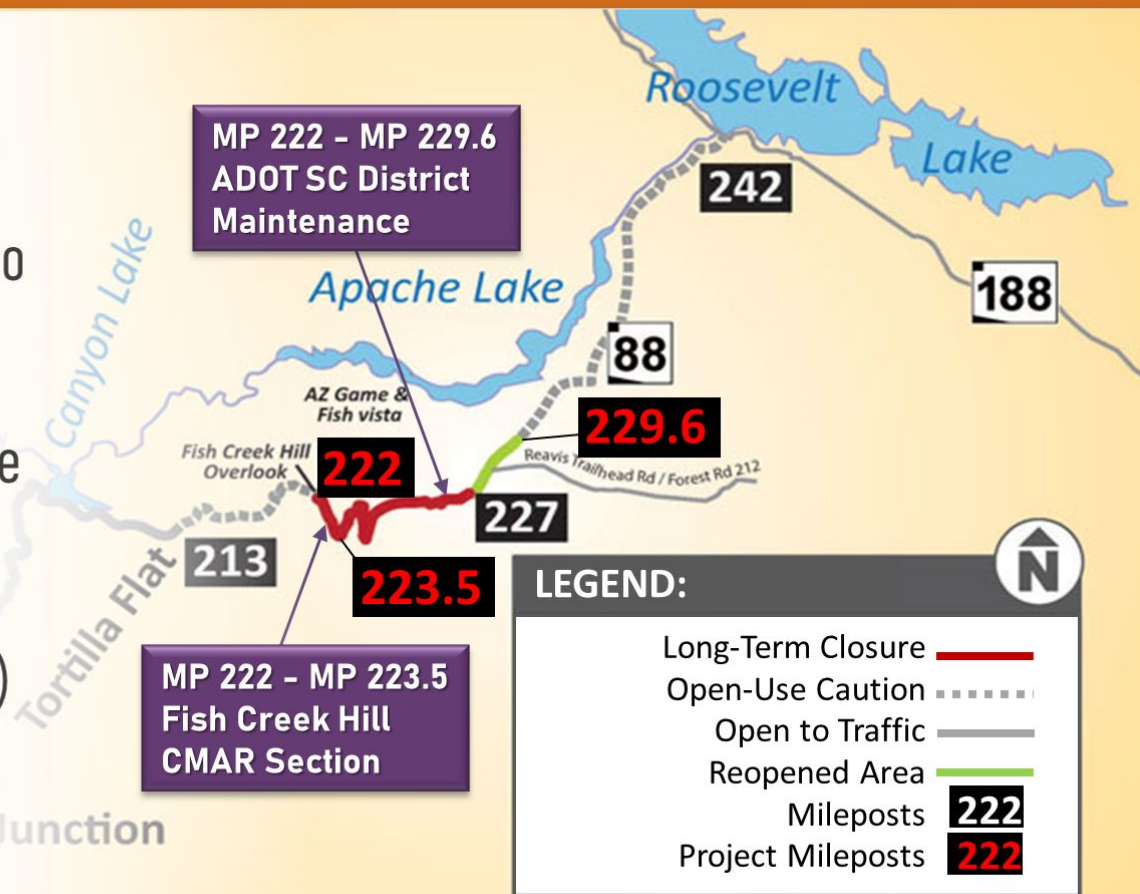 Roosevelt
Lake
MP 222 - MP 229.6
ADOT SC District
Maintenance
242
o
Canyon Lake
Apache Lake
188
88
AZ Game &
Fish vista
229.6
e
Fish Creek Hill
Overlook
222
Reavis Trailhead Rd / Forest Rd 212
227
213
223.5
Tortilla Flat
MP 222 - MP 223.5
Fish Creek Hill
CMAR Section
Junction
N
LEGEND:
Long-Term Closure
Open-Use Caution
Open to Traffic
Reopened Area
Mileposts 222
Project Mileposts 222